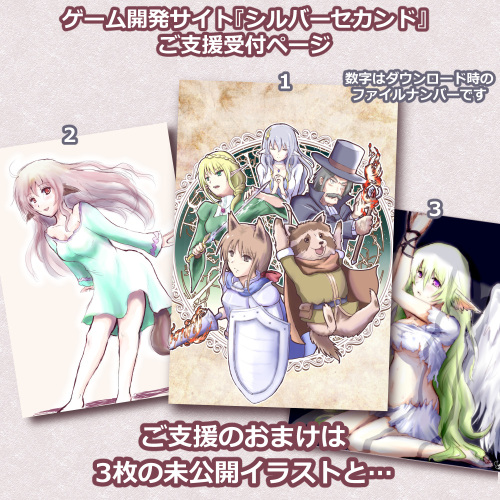 ゲーム開発サイト『シルバーセカンド』
ご支援受付ページ
1
数字はダウンロード時の
ファイルナンバーです
2
3
ご支援のおまけは
3枚の未公開イラストと…